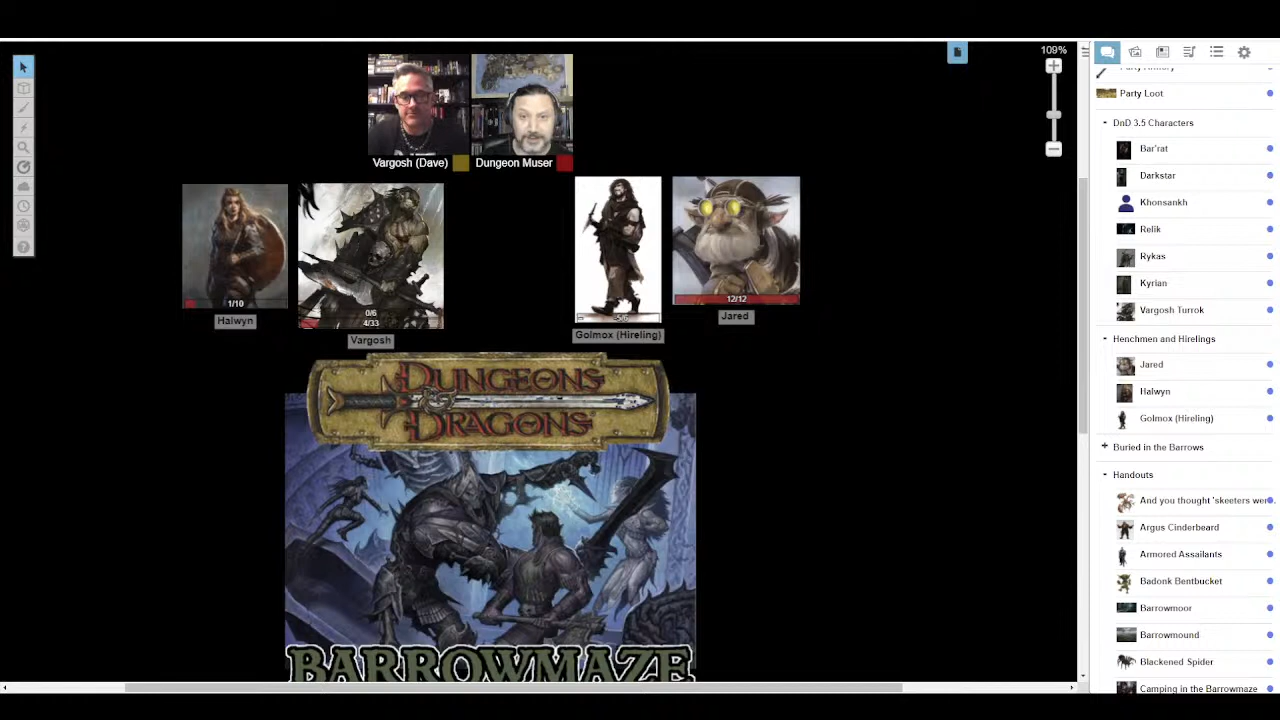 109%
Vargosh (Dave)
Dungeon Muser
1/10
Halwyn
0/6
4/33
Vargosh
Golmox (Hireling)
12/12
Jared
DUNGEONS
&
DRAGONS
BARROWMAZE
Party Loot
DnD 3.5 Characters
Bar'rat
Darkstar
Khonsankh
Relik
Rykas
Kyrian
Vargosh Turrok
Henchmen and Hirelings
Jared
Halwyn
Golmox (Hireling)
Buried in the Barrows
Handouts
And you thought 'skeeters wer
Argus Cinderbeard
Armored Assailants
Badonk Bentbucket
Barrowmoor
Barrowmound
Blackened Spider
Camping in the Barrowmaze